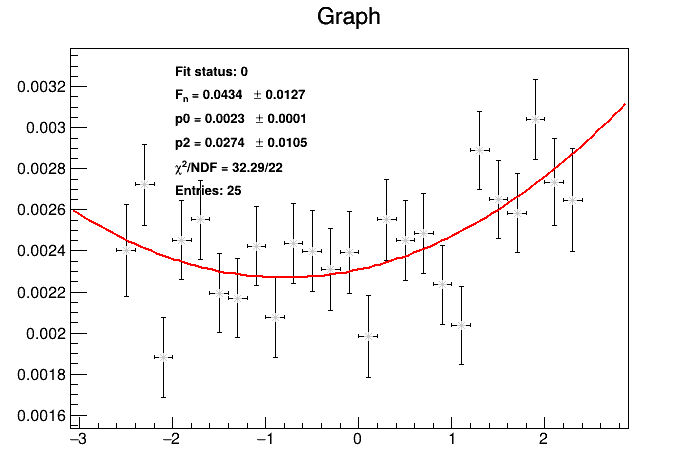 Graph
Fit status: 0
Fₙ = 0.0434 ± 0.0127
p0 = 0.0023 ± 0.0001
p2 = 0.0274 ± 0.0105
χ²/NDF = 32.29/22
Entries: 25
0.0032
0.003
0.0028
0.0026
0.0024
0.0022
0.002
0.0018
0.0016
−3 −2 −1 0 1 2